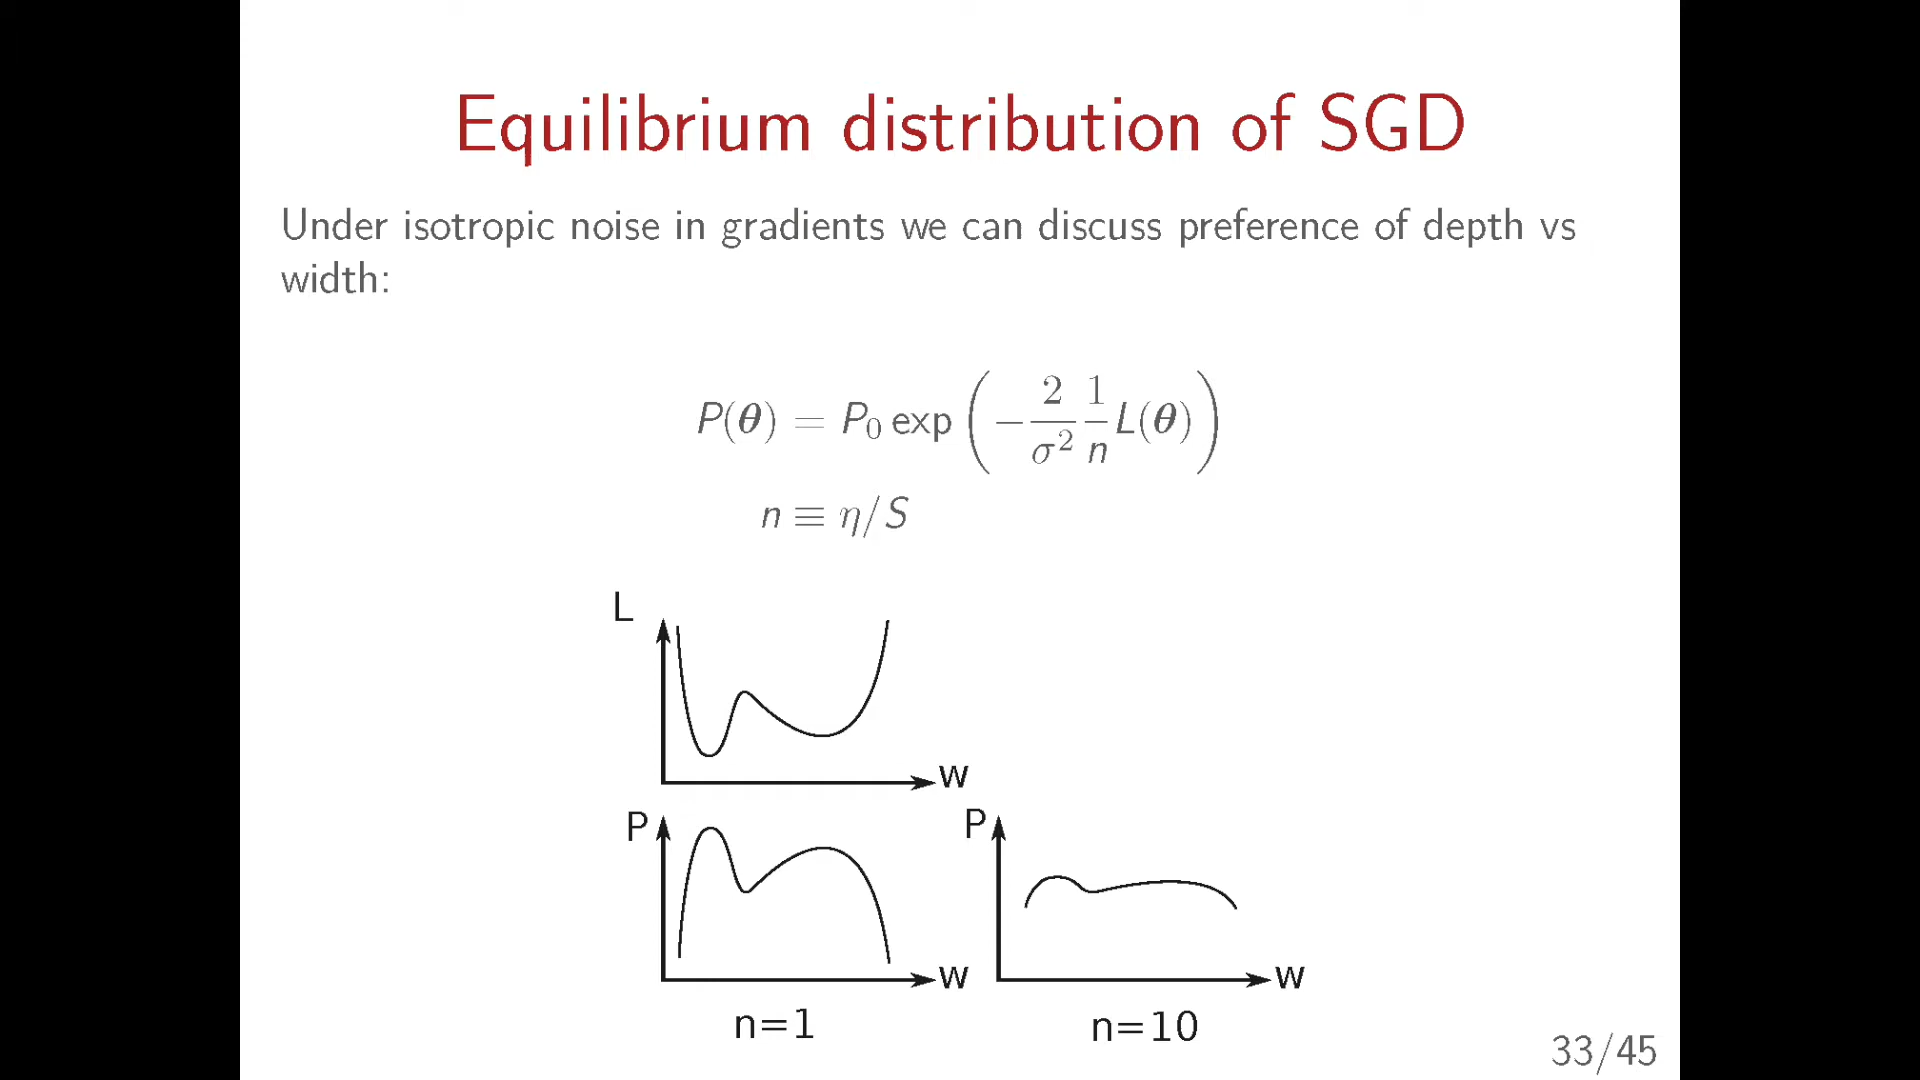 Equilibrium distribution of SGD
Under isotropic noise in gradients we can discuss preference of depth vs
width:
P(θ) = P₀ exp(−2/σ² 1/n L(θ))
n ≡ η/S
L
w
P
w
n=1
P
w
n=10
33/45